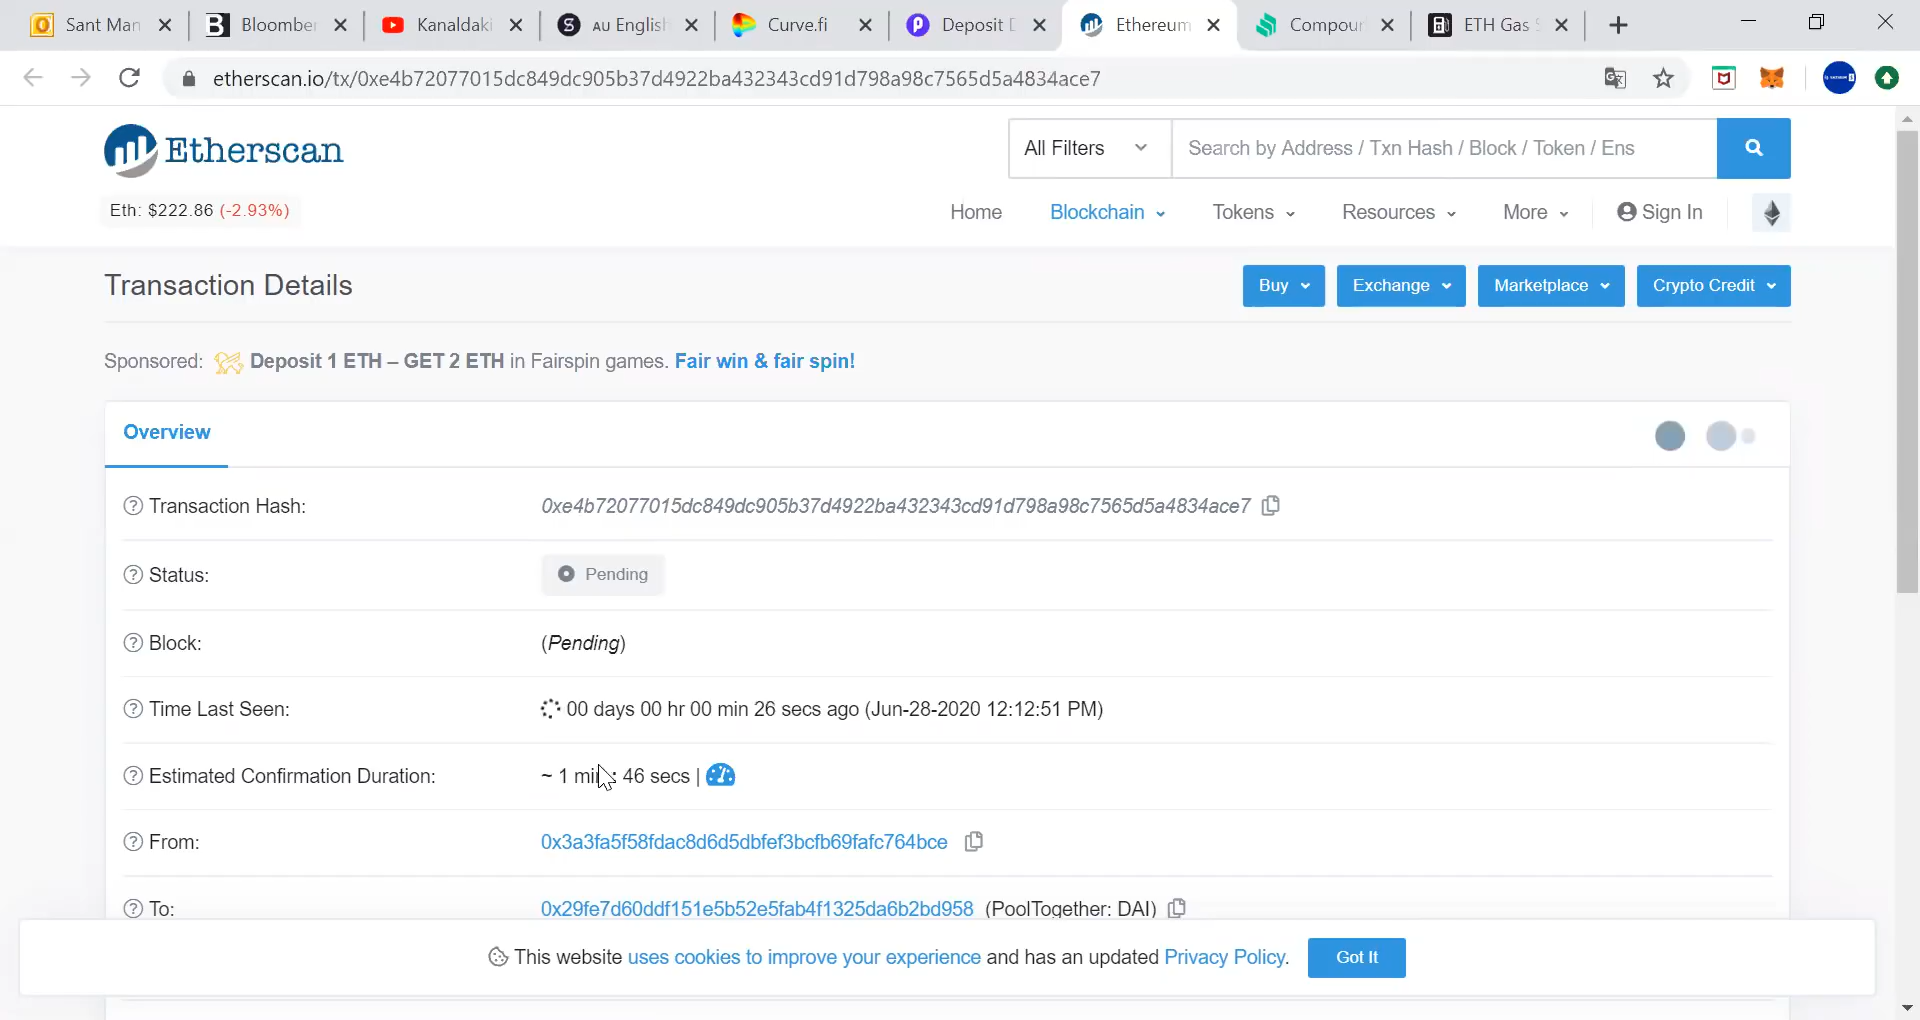 Sant Man
Bloomber
Kanaldaki
AU English
Curve.fi
Deposit D
Ethereum
Compour
ETH Gas S
etherscan.io/tx/0xe4b72077015dc849dc905b37d4922ba432343cd91d798a98c7565d5a4834ace7
Etherscan
All Filters
Search by Address / Txn Hash / Block / Token / Ens
Eth: $222.86 (-2.93%)
Home Blockchain Tokens Resources More Sign In
Transaction Details
Buy Exchange Marketplace Crypto Credit
Sponsored: Deposit 1 ETH – GET 2 ETH in Fairspin games. Fair win & fair spin!
Overview
Transaction Hash: 0xe4b72077015dc849dc905b37d4922ba432343cd91d798a98c7565d5a4834ace7
Status: Pending
Block: (Pending)
Time Last Seen: 00 days 00 hr 00 min 26 secs ago (Jun-28-2020 12:12:51 PM)
Estimated Confirmation Duration: ~ 1 min : 46 secs |
From: 0x3a3fa5f58fdac8d6d5dbfef3bcfb69fafc764bce
To: 0x29fe7d60ddf151e5b52e5fab4f1325da6b2bd958 (PoolTogether: DAI)
This website uses cookies to improve your experience and has an updated Privacy Policy. Got It